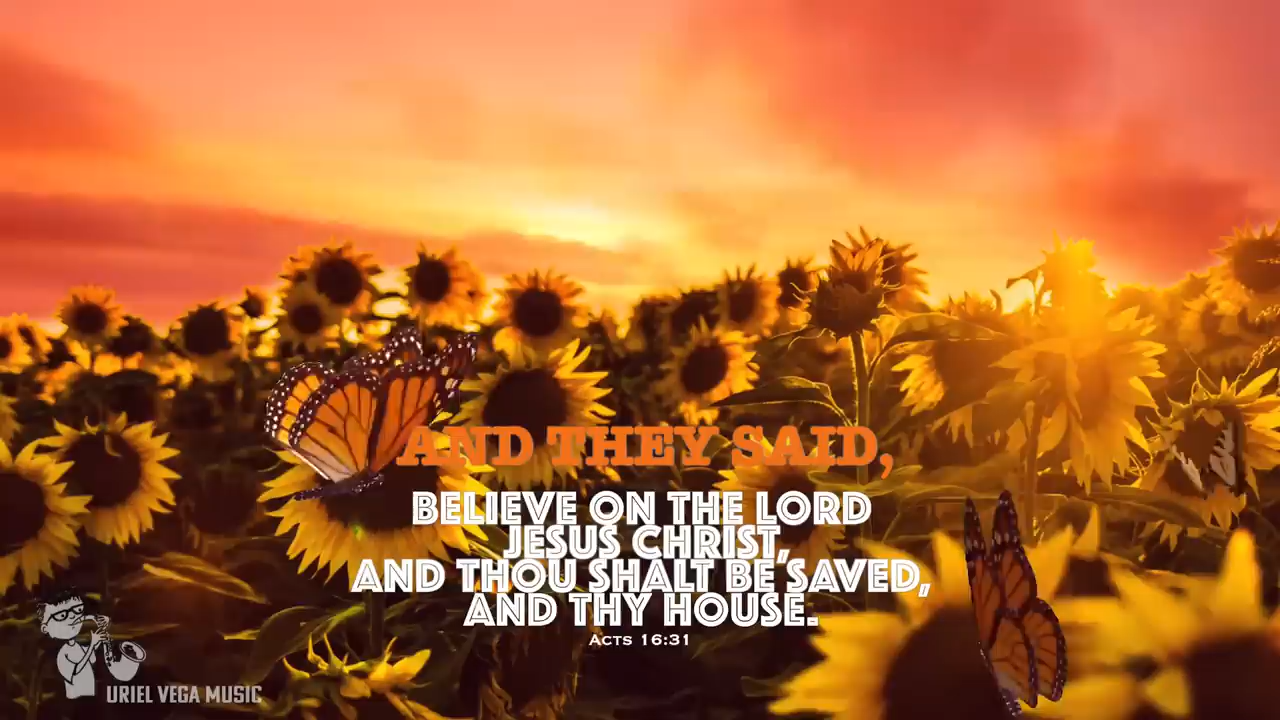 AND THEY SAID,
BELIEVE ON THE LORD
JESUS CHRIST,
AND THOU SHALT BE SAVED,
AND THY HOUSE.
ACTS 16:31
URIEL VEGA MUSIC